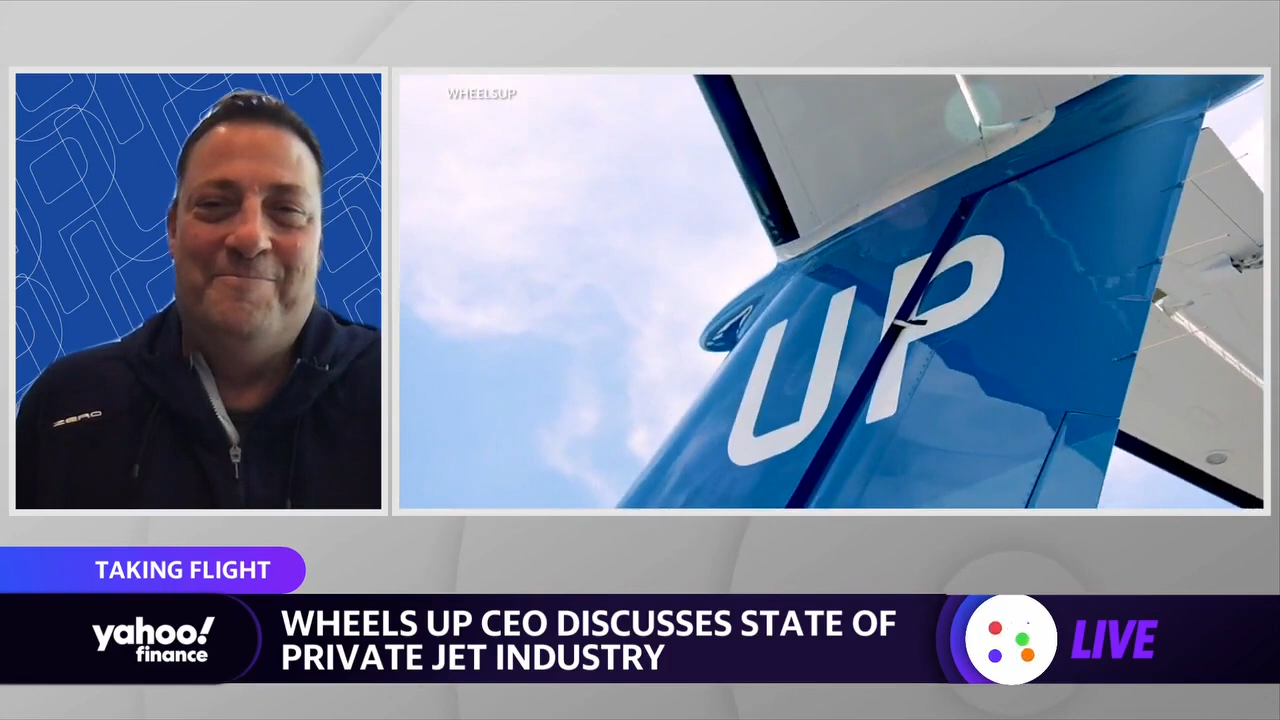 WHEELSUP
UP
ZERO
TAKING FLIGHT
yahoo!
finance
WHEELS UP CEO DISCUSSES STATE OF
PRIVATE JET INDUSTRY
LIVE